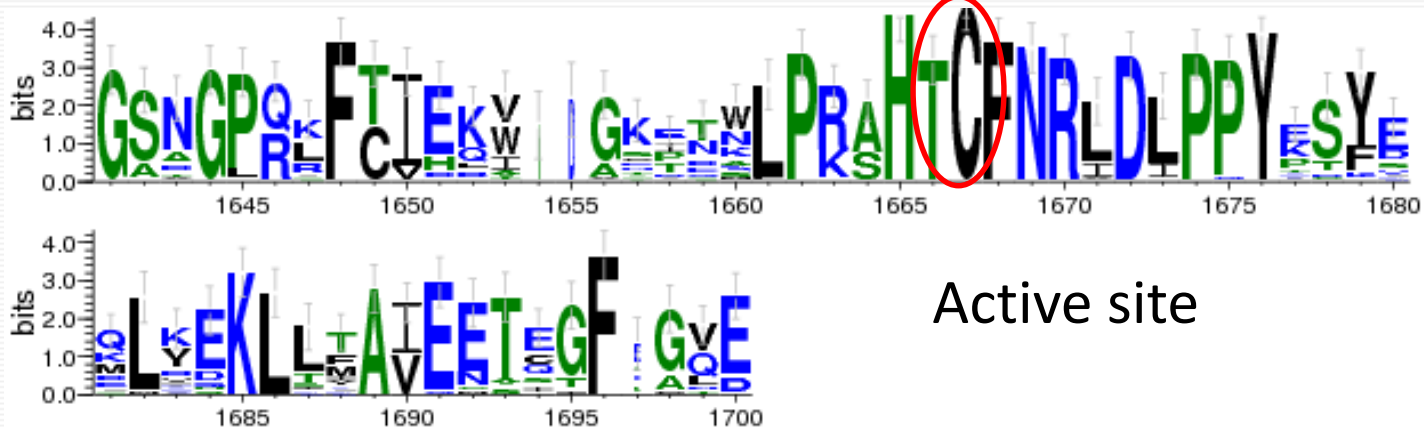 4.0
3.0
2.0
1.0
0.0
bits
G S N G P Q K F T I E K V I G K T W L P R A H T C F N R L D L P P Y E S Y E
A A L R L C V H Q W A N K S I F
1645 1650 1655 1660 1665 1670 1675 1680
4.0
3.0
2.0
1.0
0.0
bits
Q L K E K L L T A I E E T E G F G V E
M Y D I F M V N A Q D
1685 1690 1695 1700
Active site